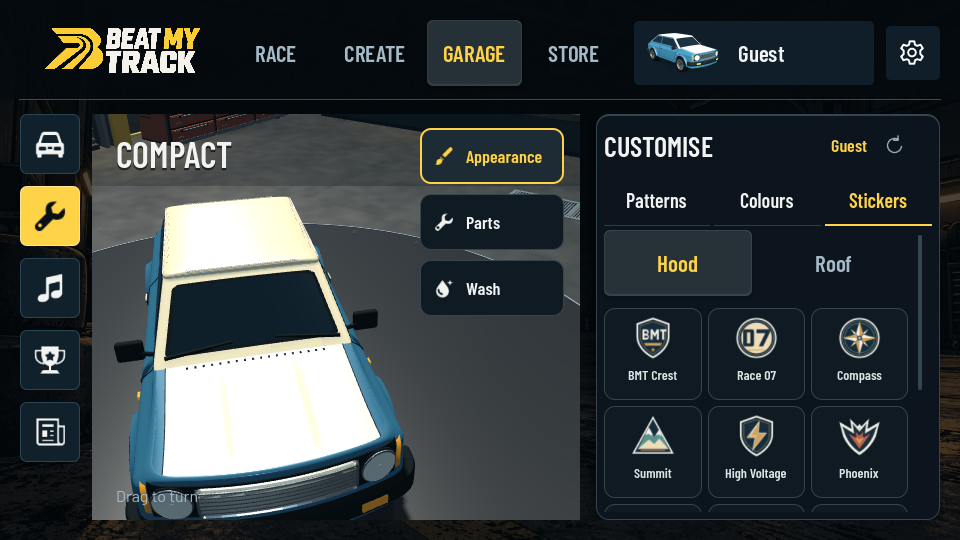 BEAT MY
TRACK
RACE
CREATE
GARAGE
STORE
Guest
COMPACT
Appearance
Parts
Wash
Drag to turn
CUSTOMISE
Guest
Patterns
Colours
Stickers
Hood
Roof
BMT
BMT Crest
07
Race 07
Compass
Summit
High Voltage
Phoenix